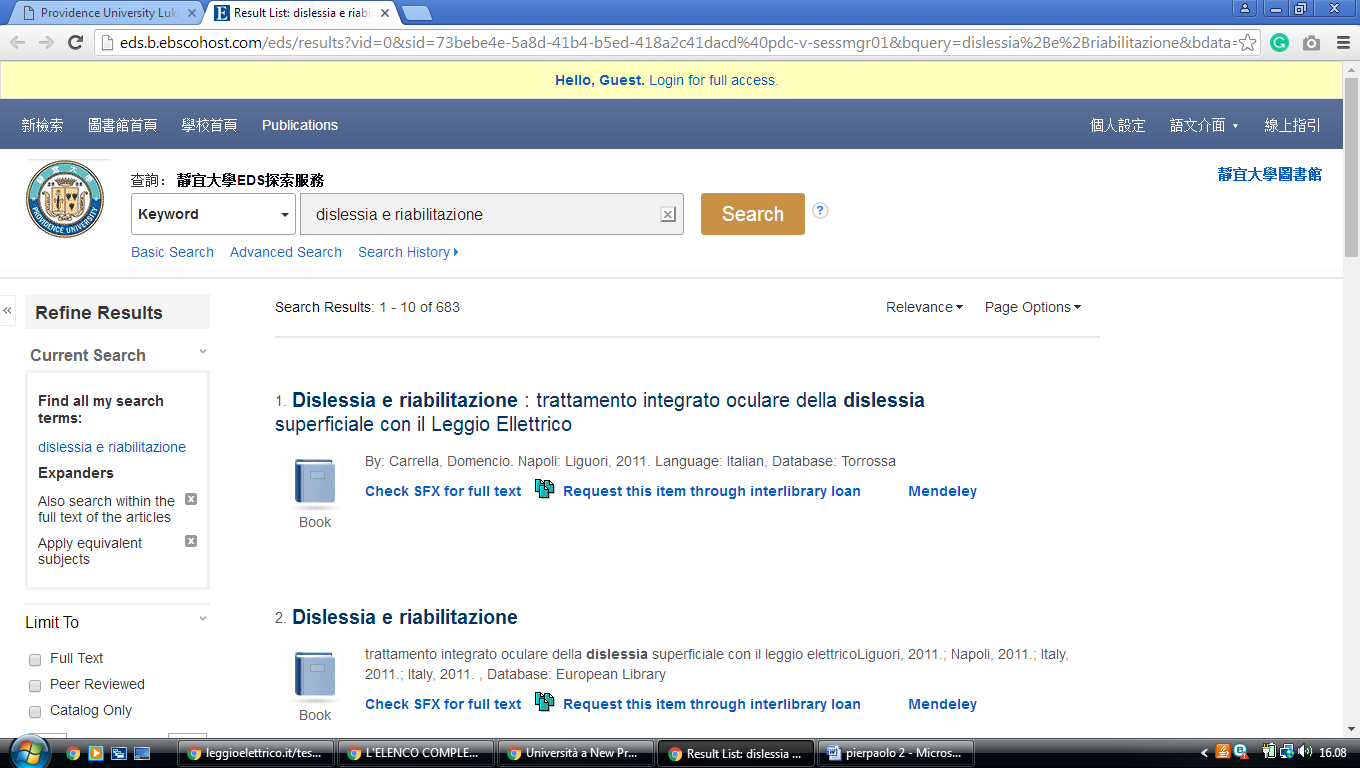 Providence University Luk
Result List: dislessia e riabi
eds.b.ebscohost.com/eds/results?vid=0&sid=73bebe4e-5a8d-41b4-b5ed-418a2c41dacd%40pdc-v-sessmgr01&bquery=dislessia%2Be%2Briabilitazione&bdata=
Hello, Guest. Login for full access.
新檢索 圖書館首頁 學校首頁 Publications 個人設定 語文介面 線上指引
靜宜大學圖書館
查詢： 靜宜大學EDS探索服務
Keyword dislessia e riabilitazione Search ?
PROVIDENCE UNIVERSITY
Basic Search Advanced Search Search History
«
Refine Results
Current Search
Find all my search
terms:
dislessia e riabilitazione
Expanders
Also search within the
full text of the articles
Apply equivalent
subjects
Limit To
Full Text
Peer Reviewed
Catalog Only
Search Results: 1 - 10 of 683 Relevance Page Options
1. Dislessia e riabilitazione : trattamento integrato oculare della dislessia
superficiale con il Leggio Ellettrico
By: Carrella, Domencio. Napoli: Liguori, 2011. Language: Italian, Database: Torrossa
Check SFX for full text Request this item through interlibrary loan Mendeley
Book
2. Dislessia e riabilitazione
trattamento integrato oculare della dislessia superficiale con il leggio elettricoLiguori, 2011.; Napoli, 2011.; Italy,
2011.; Italy, 2011. , Database: European Library
Check SFX for full text Request this item through interlibrary loan Mendeley
Book
leggioelettrico.it/tes...
L'ELENCO COMPLE...
Università a New Pr...
Result List: dislessia ...
pierpaolo 2 - Micros...
16.08